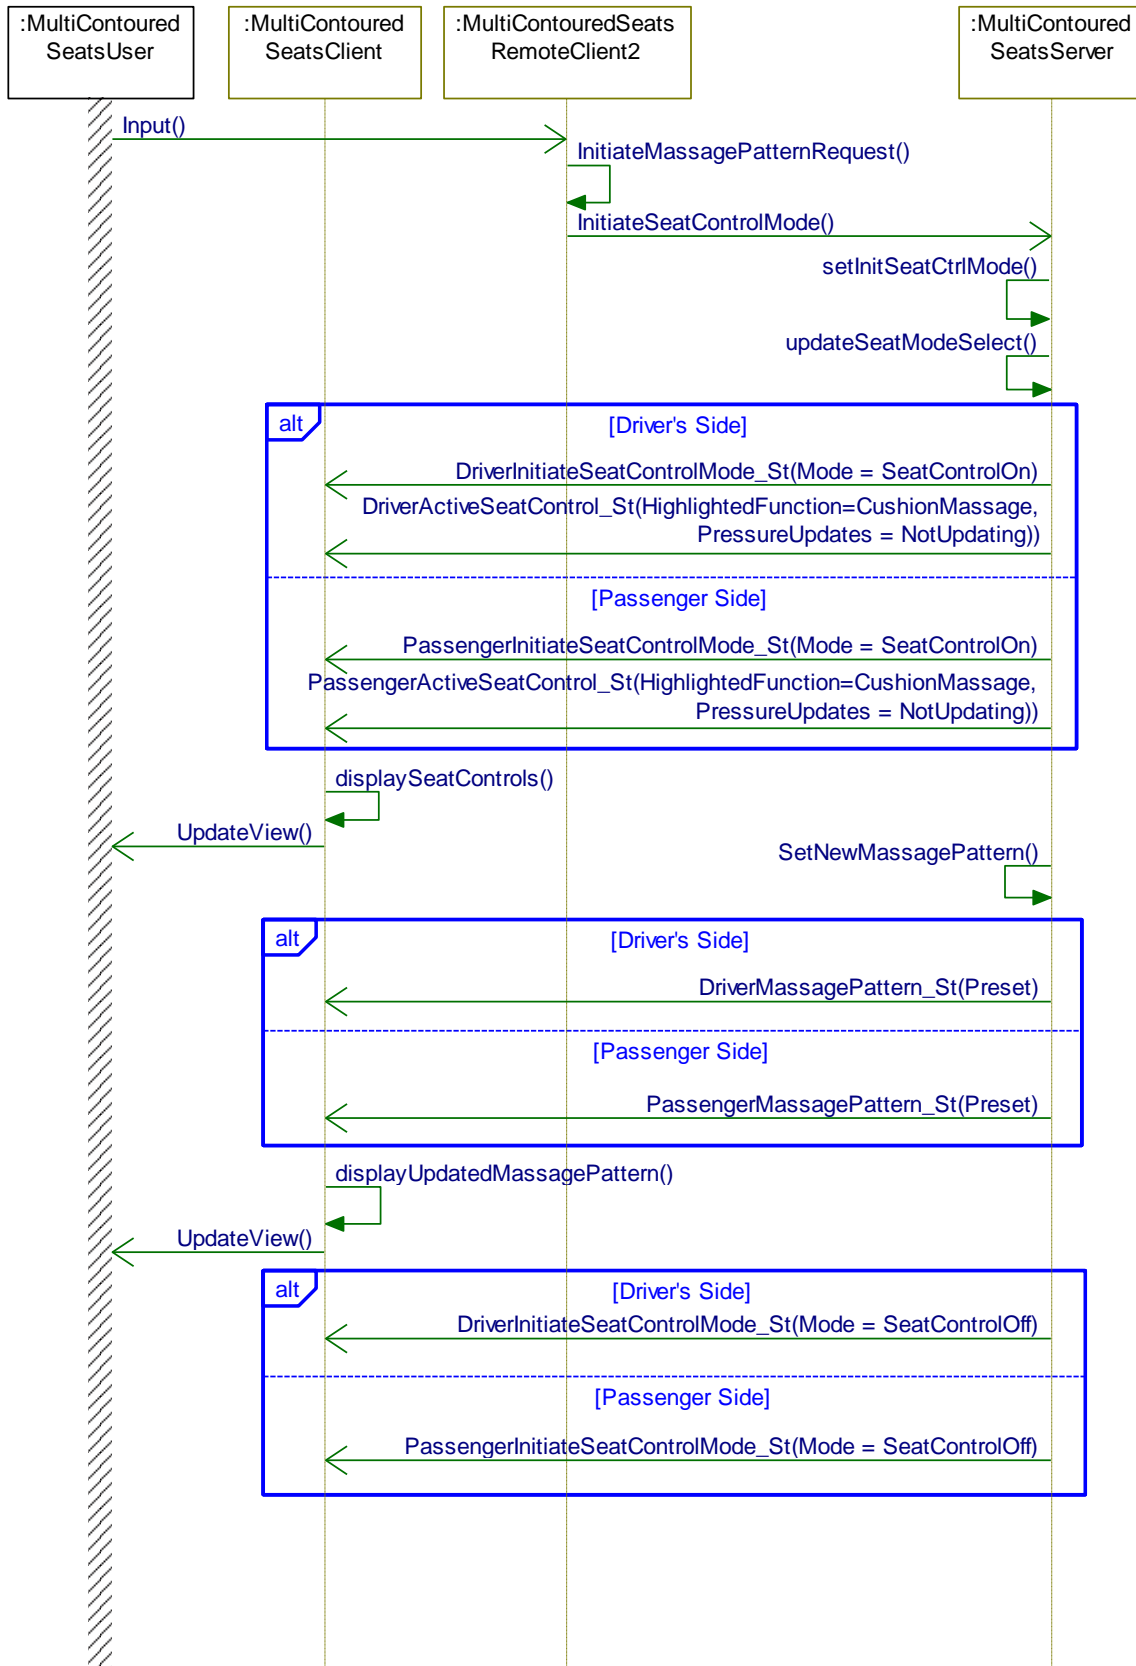 :MultiContoured
SeatsUser
:MultiContoured
SeatsClient
:MultiContouredSeats
RemoteClient2
:MultiContoured
SeatsServer
Input()
InitiateMassagePatternRequest()
InitiateSeatControlMode()
setInitSeatCtrlMode()
updateSeatModeSelect()
alt
[Driver's Side]
DriverInitiateSeatControlMode_St(Mode = SeatControlOn)
DriverActiveSeatControl_St(HighlightedFunction=CushionMassage,
PressureUpdates = NotUpdating))
[Passenger Side]
PassengerInitiateSeatControlMode_St(Mode = SeatControlOn)
PassengerActiveSeatControl_St(HighlightedFunction=CushionMassage,
PressureUpdates = NotUpdating))
displaySeatControls()
UpdateView()
SetNewMassagePattern()
alt
[Driver's Side]
DriverMassagePattern_St(Preset)
[Passenger Side]
PassengerMassagePattern_St(Preset)
displayUpdatedMassagePattern()
UpdateView()
alt
[Driver's Side]
DriverInitiateSeatControlMode_St(Mode = SeatControlOff)
[Passenger Side]
PassengerInitiateSeatControlMode_St(Mode = SeatControlOff)